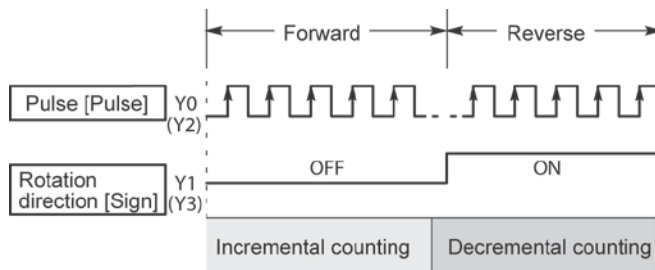 Forward
Reverse
Pulse [Pulse]
Y0
(Y2)
OFF
ON
Rotation
direction [Sign]
Y1
(Y3)
Incremental counting
Decremental counting